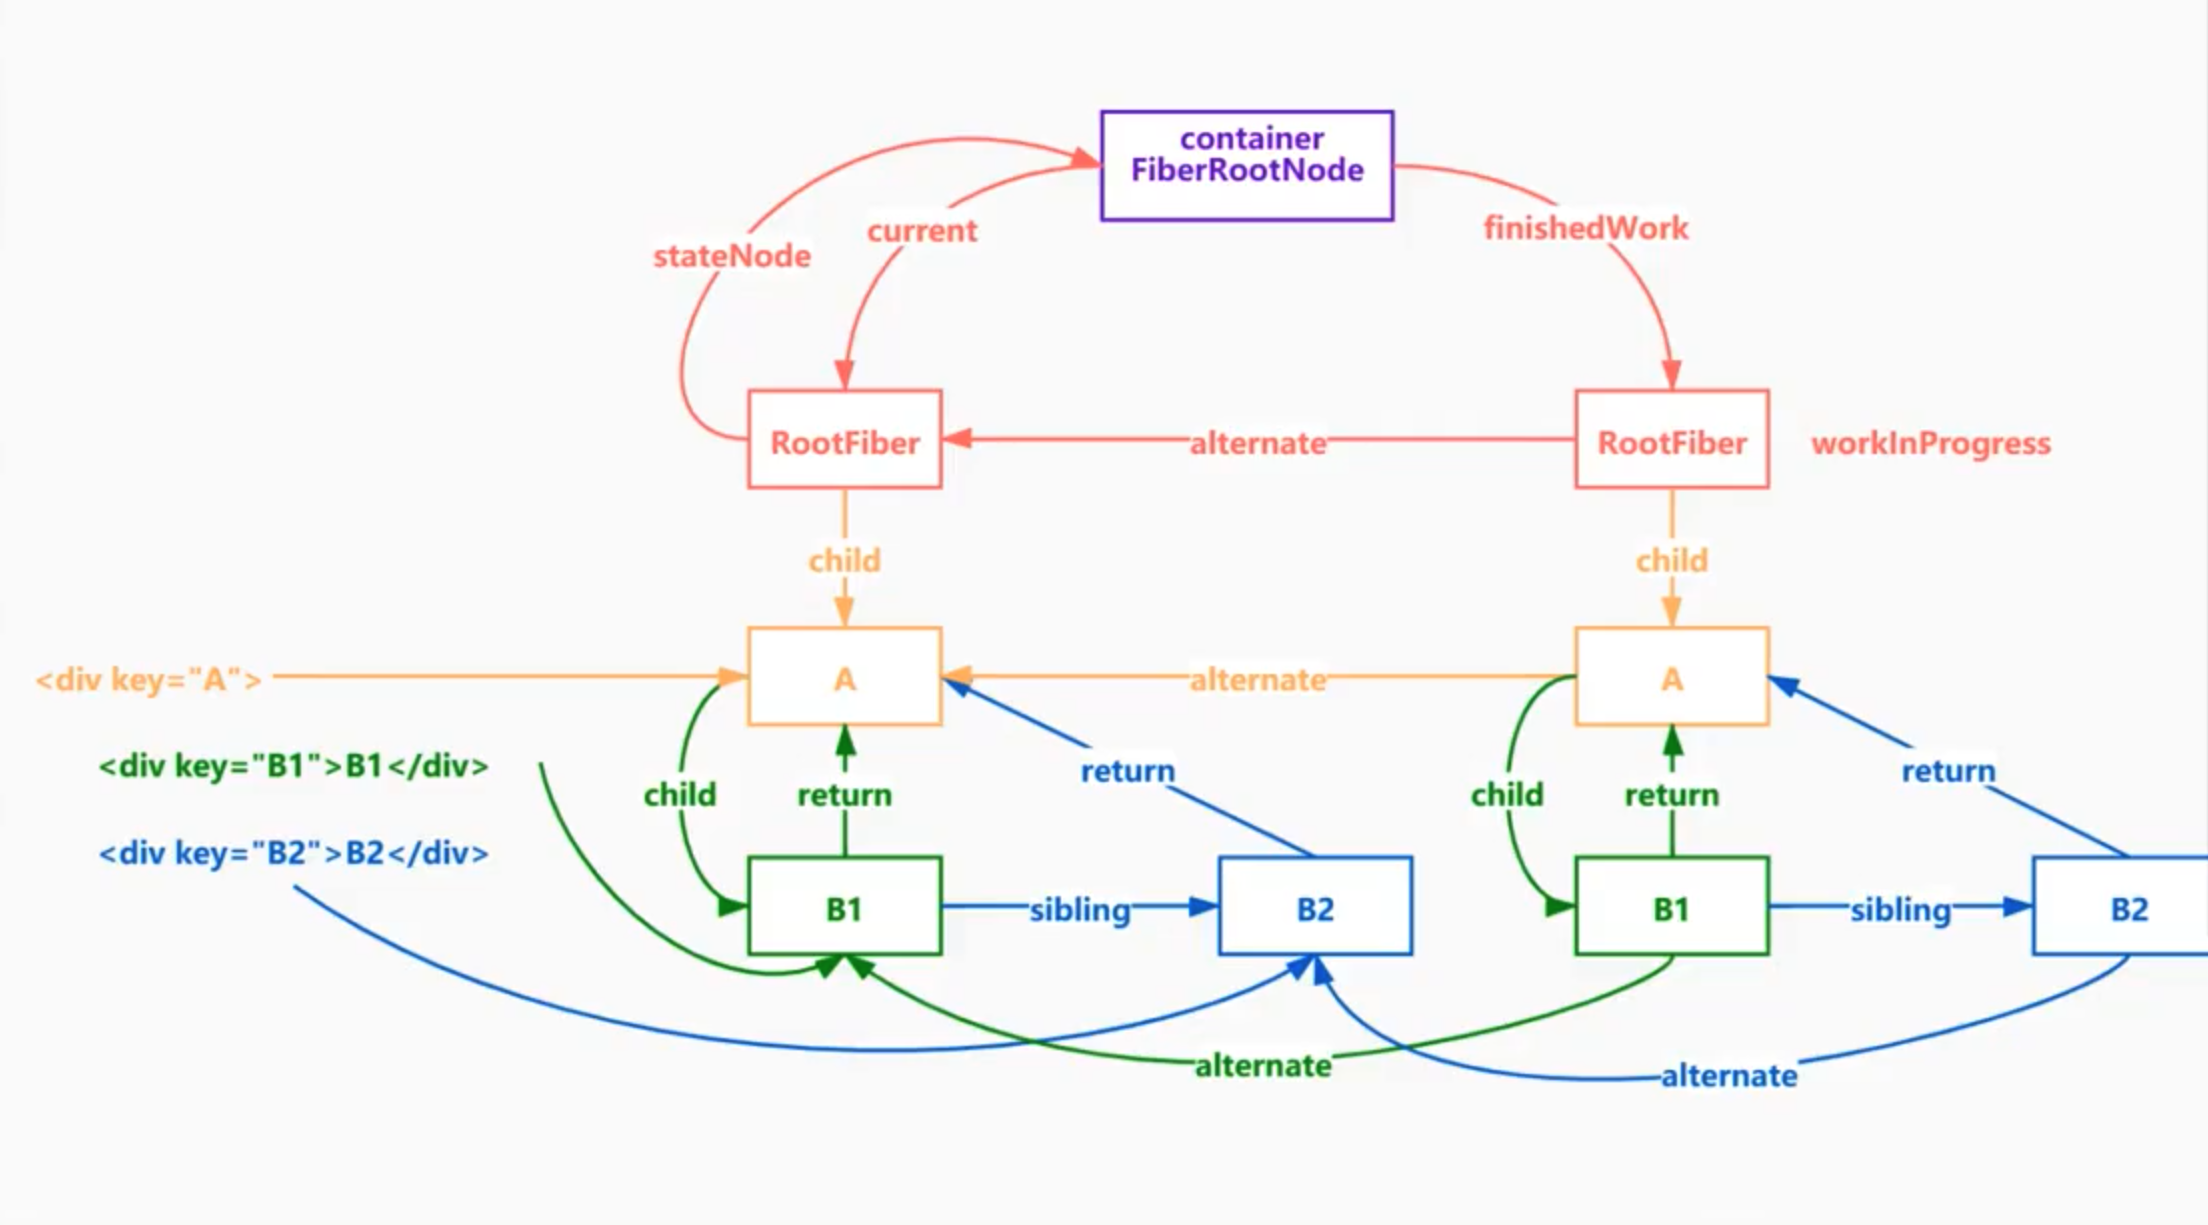 container
FiberRootNode
stateNode
current
finishedWork
RootFiber
alternate
RootFiber
workInProgress
child
child
<div key="A">
A
alternate
A
<div key="B1">B1</div>
child
return
return
child
return
return
<div key="B2">B2</div>
B1
sibling
B2
B1
sibling
B2
alternate
alternate